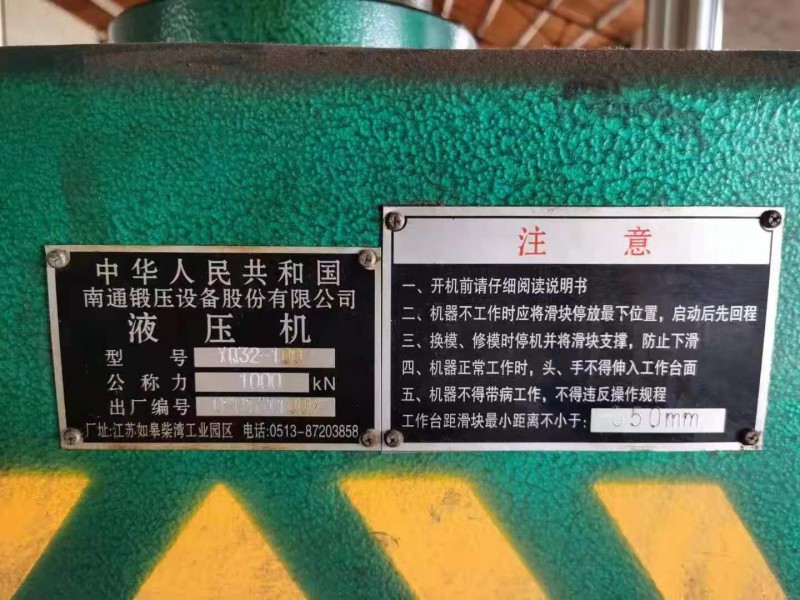 中华人民共和国
南通锻压设备股份有限公司
液压机
型号 YQ32-100
公称力 1000 kN
出厂编号
厂址:江苏如皋柴湾工业园区 电话:0513-87203858
注意
一、开机前请仔细阅读说明书
二、机器不工作时应将滑块停放最下位置，启动后先回程
三、换模、修模时停机并将滑块支撑，防止下滑
四、机器正常工作时，头、手不得伸入工作台面
五、机器不得带病工作，不得违反操作规程
工作台距滑块最小距离不小于: